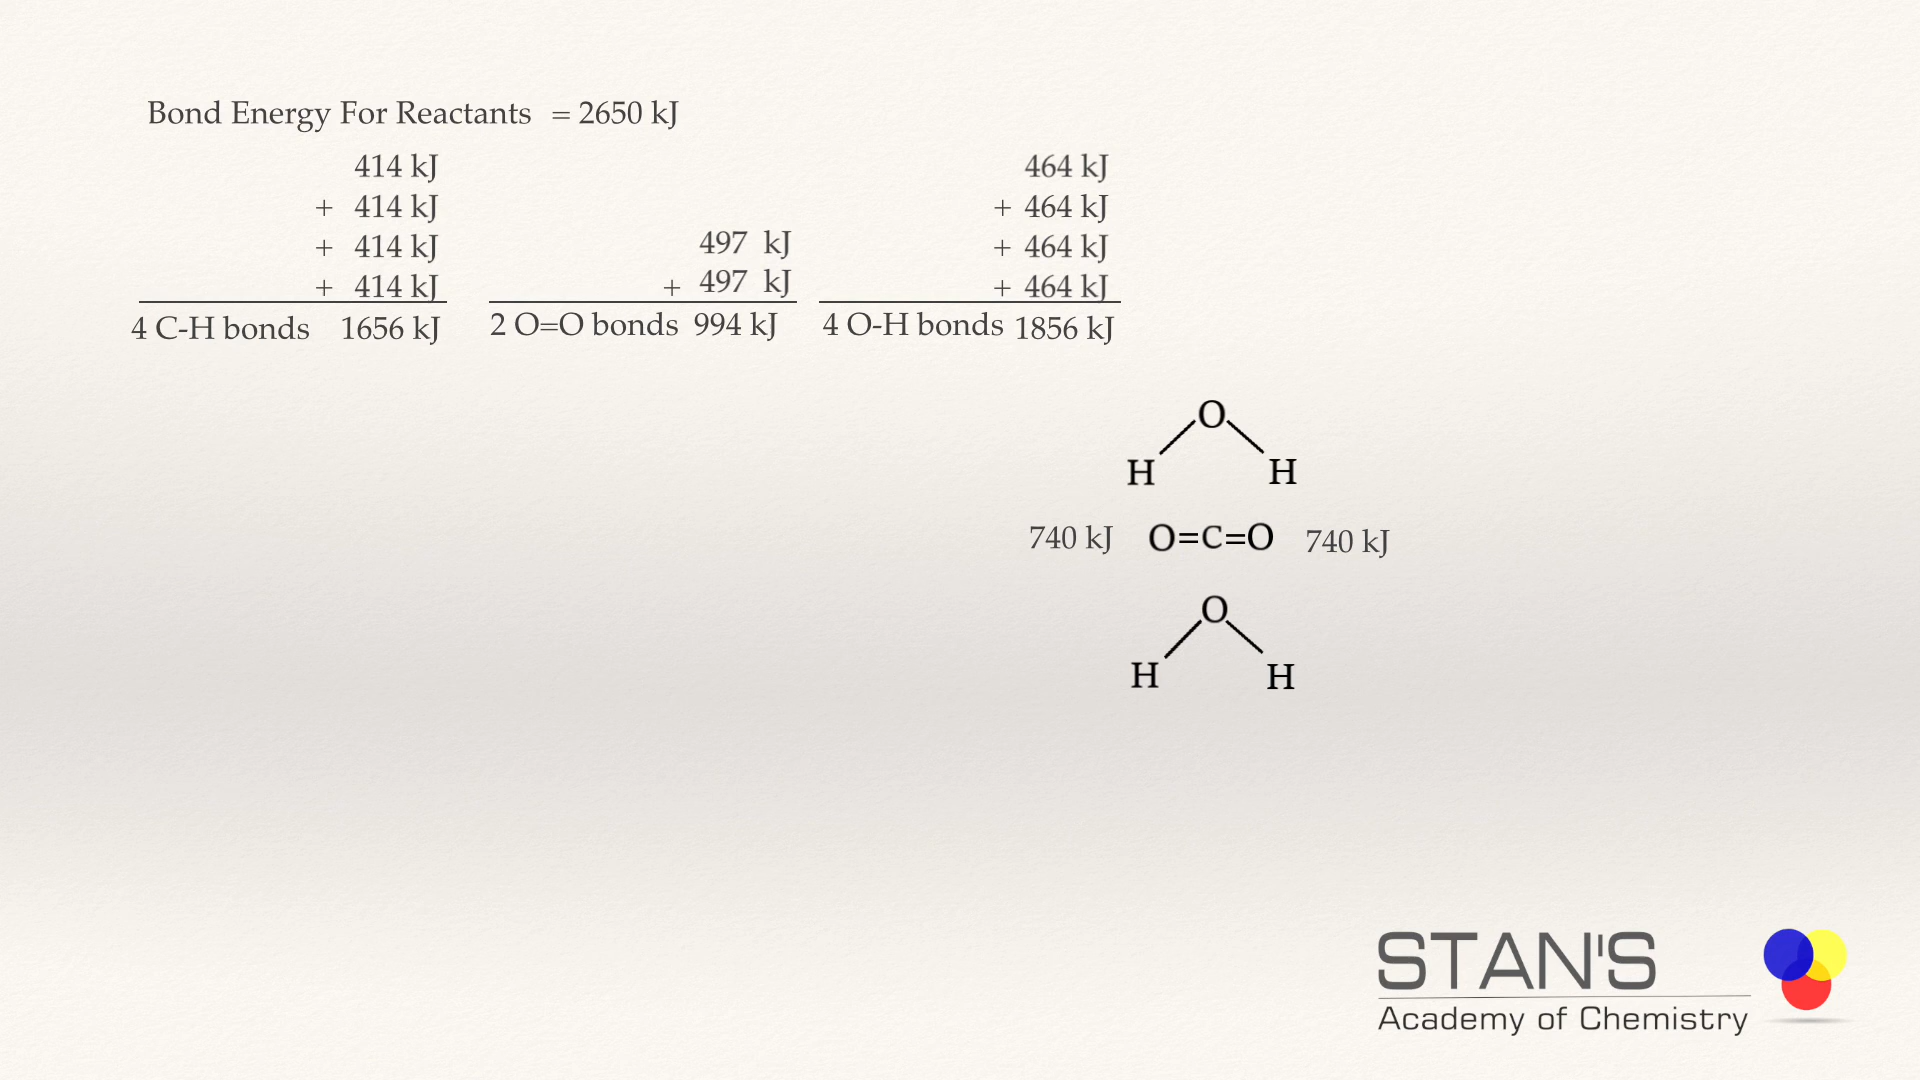 Bond Energy For Reactants = 2650 kJ
414 kJ
+ 414 kJ
+ 414 kJ
+ 414 kJ
4 C-H bonds 1656 kJ
497 kJ
+ 497 kJ
2 O=O bonds 994 kJ
464 kJ
+ 464 kJ
+ 464 kJ
+ 464 kJ
4 O-H bonds 1856 kJ
O
H H
740 kJ O=C=O 740 kJ
O
H H
STAN'S
Academy of Chemistry